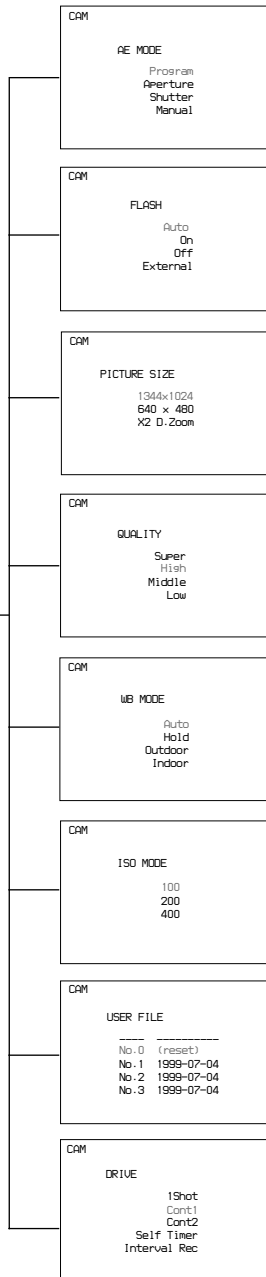 CAM
AE MODE
Program
Aperture
Shutter
Manual
CAM
FLASH
Auto
On
Off
External
CAM
PICTURE SIZE
1344×1024
640 × 480
X2 D.Zoom
CAM
QUALITY
Super
High
Middle
Low
CAM
WB MODE
Auto
Hold
Outdoor
Indoor
CAM
ISO MODE
100
200
400
CAM
USER FILE
---- ----------
No.0 (reset)
No.1 1999-07-04
No.2 1999-07-04
No.3 1999-07-04
CAM
DRIVE
1Shot
Cont1
Cont2
Self Timer
Interval Rec